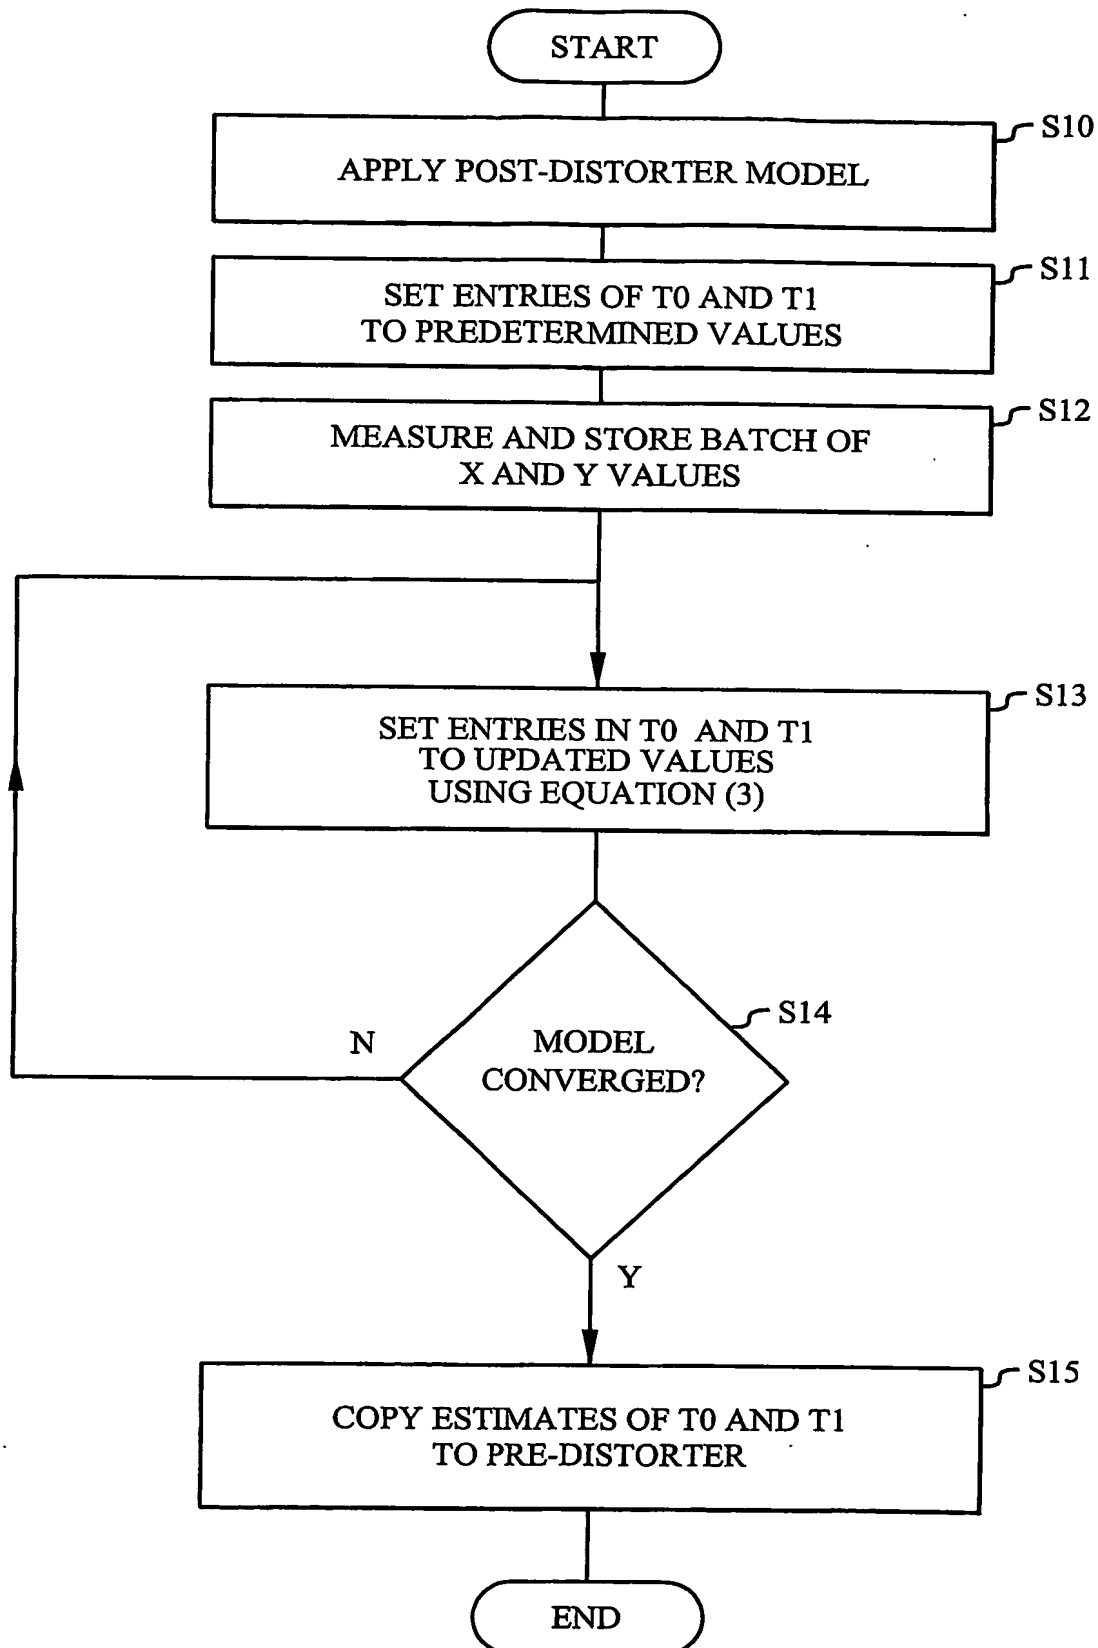 START
S10
APPLY POST-DISTORTER MODEL
S11
SET ENTRIES OF T0 AND T1
TO PREDETERMINED VALUES
S12
MEASURE AND STORE BATCH OF
X AND Y VALUES
S13
SET ENTRIES IN T0 AND T1
TO UPDATED VALUES
USING EQUATION (3)
S14
N
MODEL
CONVERGED?
Y
S15
COPY ESTIMATES OF T0 AND T1
TO PRE-DISTORTER
END